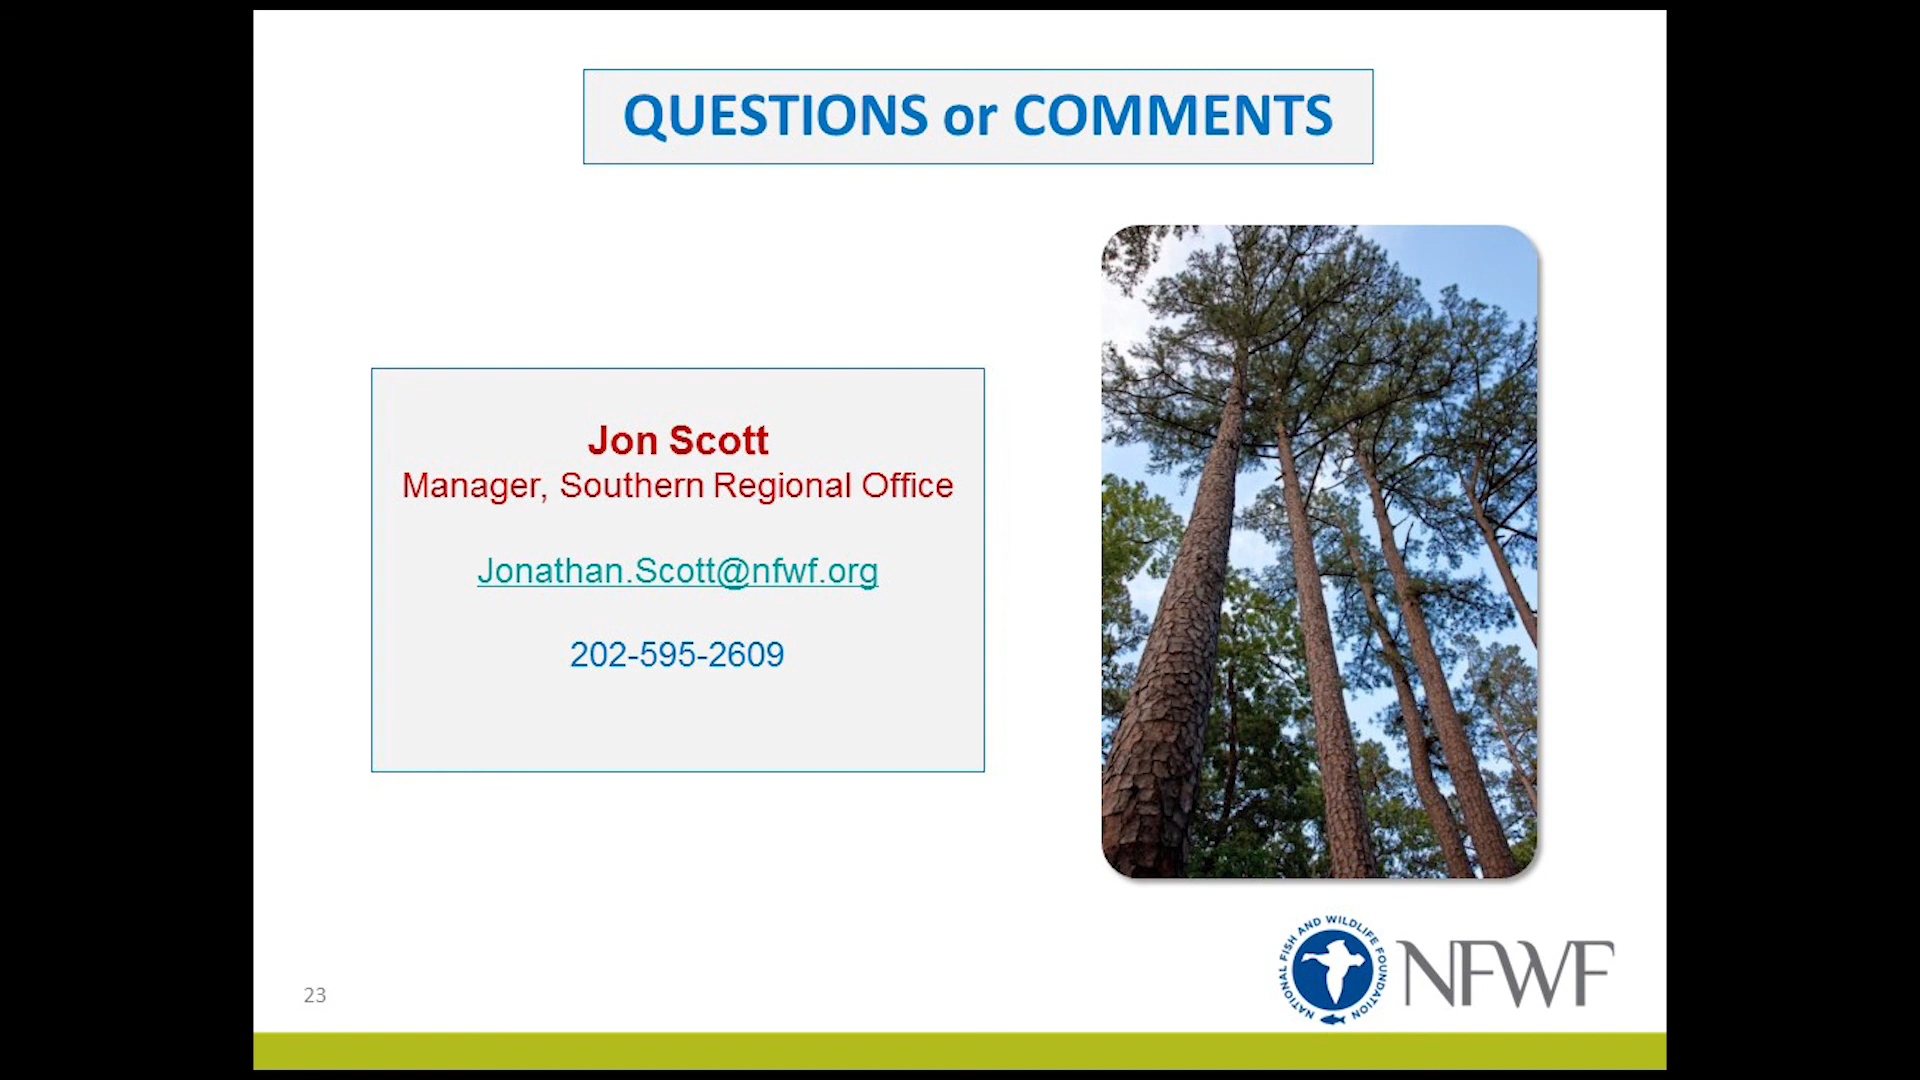 QUESTIONS or COMMENTS
Jon Scott
Manager, Southern Regional Office
Jonathan.Scott@nfwf.org
202-595-2609
NATIONAL FISH AND WILDLIFE FOUNDATION
NFWF
23